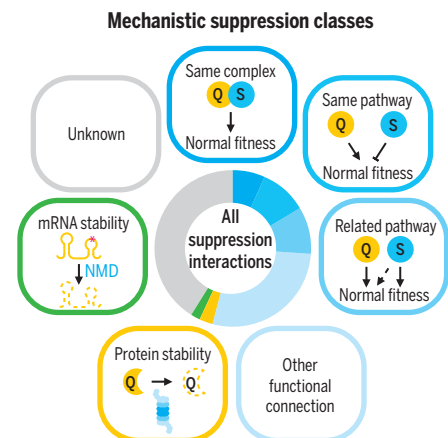 Mechanistic suppression classes
Same complex
Q S
Normal fitness
Same pathway
Q S
Normal fitness
Unknown
mRNA stability
*
NMD
All
suppression
interactions
Related pathway
Q S
Normal fitness
Protein stability
Q Q
Other
functional
connection